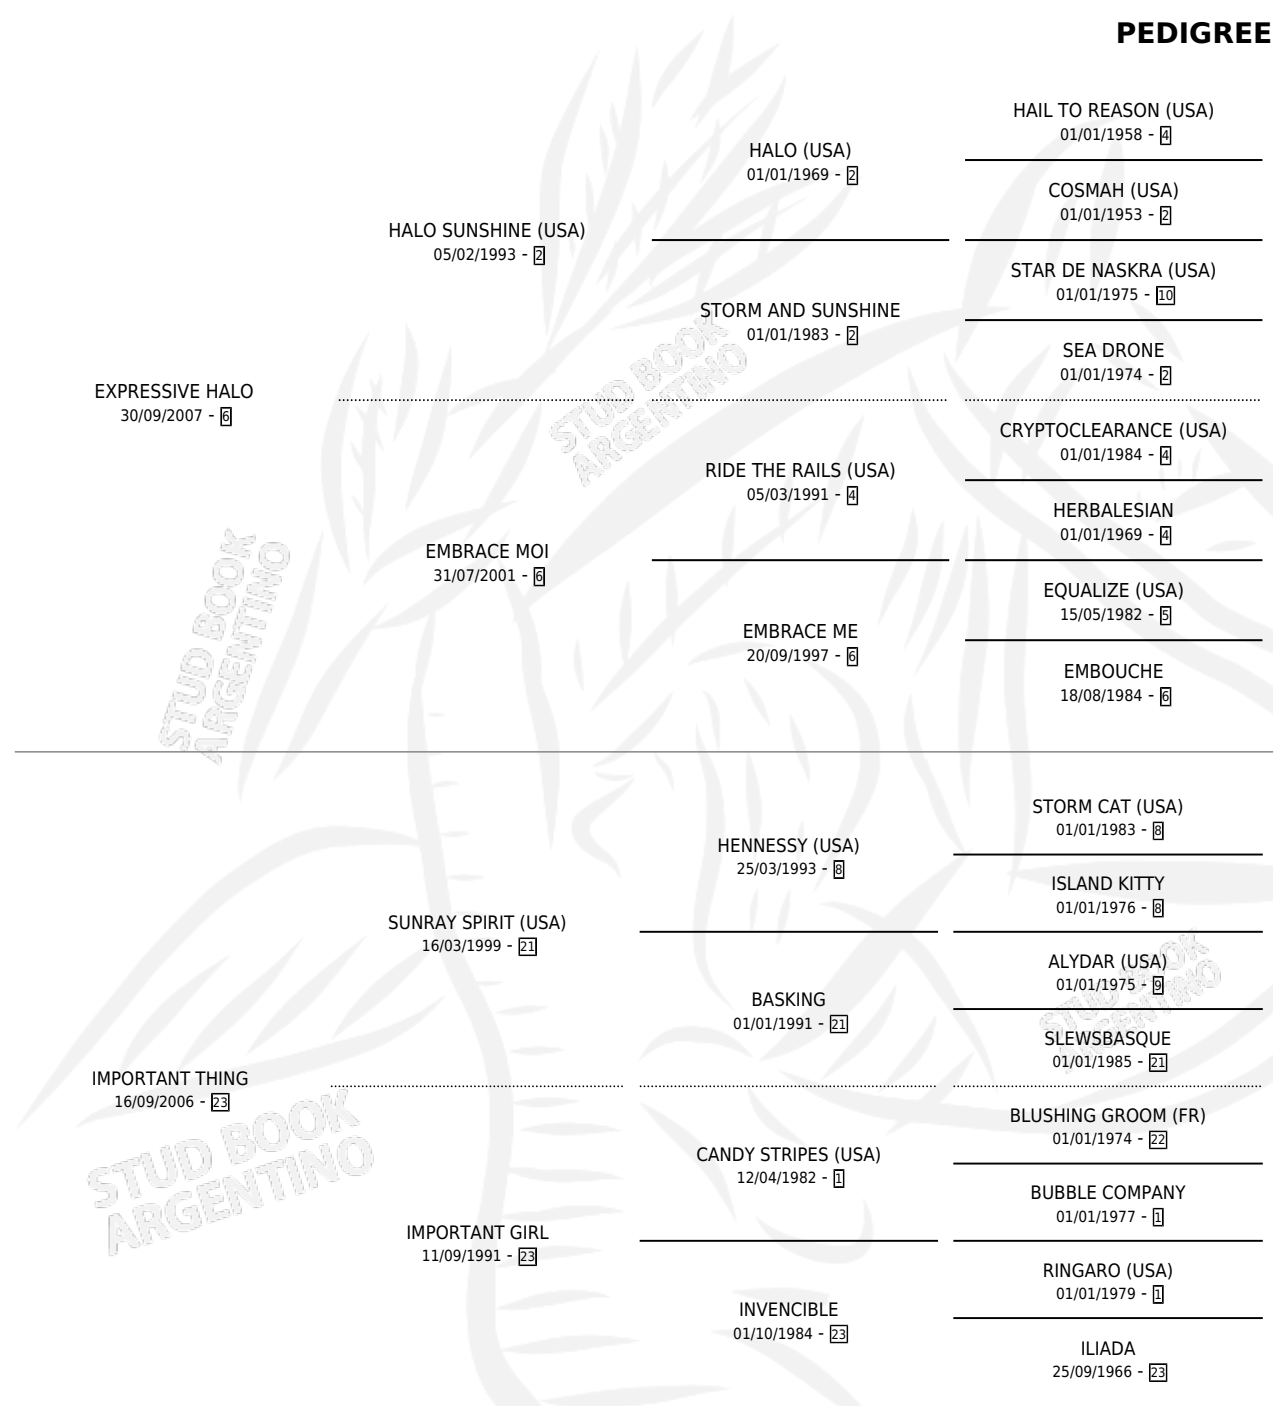 PEDIGREE
HAIL TO REASON (USA)
01/01/1958 - 4
HALO (USA)
01/01/1969 - 2
COSMAH (USA)
01/01/1953 - 2
HALO SUNSHINE (USA)
05/02/1993 - 2
STAR DE NASKRA (USA)
01/01/1975 - 10
STORM AND SUNSHINE
01/01/1983 - 2
SEA DRONE
01/01/1974 - 2
EXPRESSIVE HALO
30/09/2007 - 6
CRYPTOCLEARANCE (USA)
01/01/1984 - 4
RIDE THE RAILS (USA)
05/03/1991 - 4
HERBALESIAN
01/01/1969 - 4
EMBRACE MOI
31/07/2001 - 6
EQUALIZE (USA)
15/05/1982 - 5
EMBRACE ME
20/09/1997 - 6
EMBOUCHE
18/08/1984 - 6
STORM CAT (USA)
01/01/1983 - 8
HENNESSY (USA)
25/03/1993 - 8
ISLAND KITTY
01/01/1976 - 8
SUNRAY SPIRIT (USA)
16/03/1999 - 21
ALYDAR (USA)
01/01/1975 - 9
BASKING
01/01/1991 - 21
SLEWSBASQUE
01/01/1985 - 21
IMPORTANT THING
16/09/2006 - 23
BLUSHING GROOM (FR)
01/01/1974 - 22
CANDY STRIPES (USA)
12/04/1982 - 1
BUBBLE COMPANY
01/01/1977 - 1
IMPORTANT GIRL
11/09/1991 - 23
RINGARO (USA)
01/01/1979 - 1
INVENCIBLE
01/10/1984 - 23
ILIADA
25/09/1966 - 23
STUD BOOK
ARGENTINO
STUD BOOK
ARGENTINO
STUD BOOK
ARGENTINO
STUD BOOK
ARGENTINO